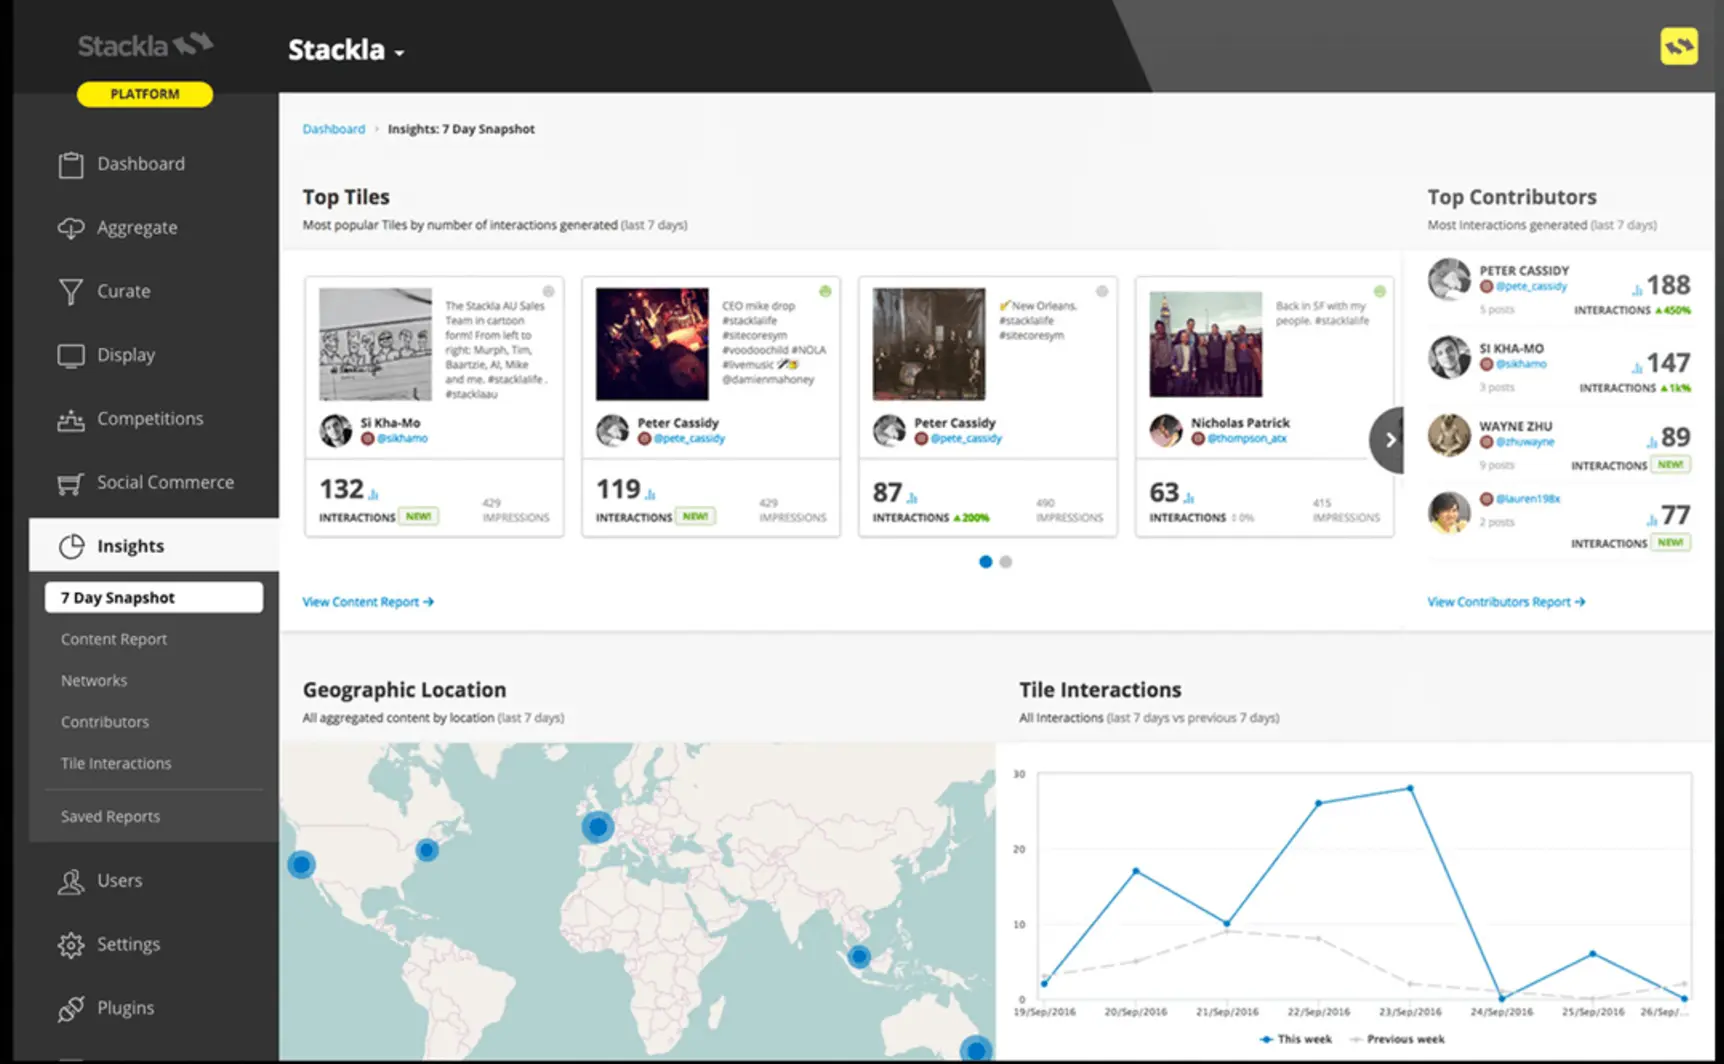 Stackla
PLATFORM
Stackla
Dashboard
Aggregate
Curate
Display
Competitions
Social Commerce
Insights
7 Day Snapshot
Content Report
Networks
Contributors
Tile Interactions
Saved Reports
Users
Settings
Plugins
Dashboard › Insights: 7 Day Snapshot
Top Tiles
Most popular Tiles by number of interactions generated (last 7 days)
The Stackla AU Sales
Team in cartoon
form! From left to
right: Murph, Tim,
Baartzie, Al, Mike
and me. #stacklalife .
#stacklaau
Si Kha-Mo
@sikhamo
132
INTERACTIONS NEW!
429
IMPRESSIONS
CEO mike drop
#stacklalife
#sitecoresym
#voodoochild #NOLA
#livemusic
@damienmahoney
Peter Cassidy
@pete_cassidy
119
INTERACTIONS NEW!
429
IMPRESSIONS
New Orleans.
#stacklalife
#sitecoresym
Peter Cassidy
@pete_cassidy
87
INTERACTIONS ▲200%
490
IMPRESSIONS
Back in SF with my
people. #stacklalife
Nicholas Patrick
@thompson_atx
63
INTERACTIONS 0%
415
IMPRESSIONS
View Content Report →
Top Contributors
Most Interactions generated (last 7 days)
PETER CASSIDY
@pete_cassidy
5 posts
188
INTERACTIONS ▲450%
SI KHA-MO
@sikhamo
3 posts
147
INTERACTIONS ▲1k%
WAYNE ZHU
@zhuwayne
9 posts
89
INTERACTIONS NEW!
@lauren198x
2 posts
77
INTERACTIONS NEW!
View Contributors Report →
Geographic Location
All aggregated content by location (last 7 days)
Tile Interactions
All Interactions (last 7 days vs previous 7 days)
30
20
10
0
19/Sep/2016 20/Sep/2016 21/Sep/2016 22/Sep/2016 23/Sep/2016 24/Sep/2016 25/Sep/2016 26/Sep/...
This week Previous week